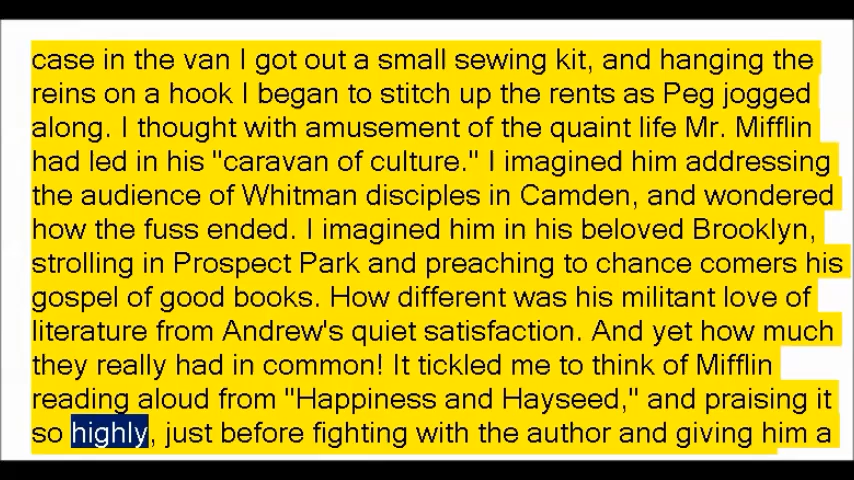 case in the van I got out a small sewing kit, and hanging the
reins on a hook I began to stitch up the rents as Peg jogged
along. I thought with amusement of the quaint life Mr. Mifflin
had led in his "caravan of culture." I imagined him addressing
the audience of Whitman disciples in Camden, and wondered
how the fuss ended. I imagined him in his beloved Brooklyn,
strolling in Prospect Park and preaching to chance comers his
gospel of good books. How different was his militant love of
literature from Andrew's quiet satisfaction. And yet how much
they really had in common! It tickled me to think of Mifflin
reading aloud from "Happiness and Hayseed," and praising it
so highly, just before fighting with the author and giving him a